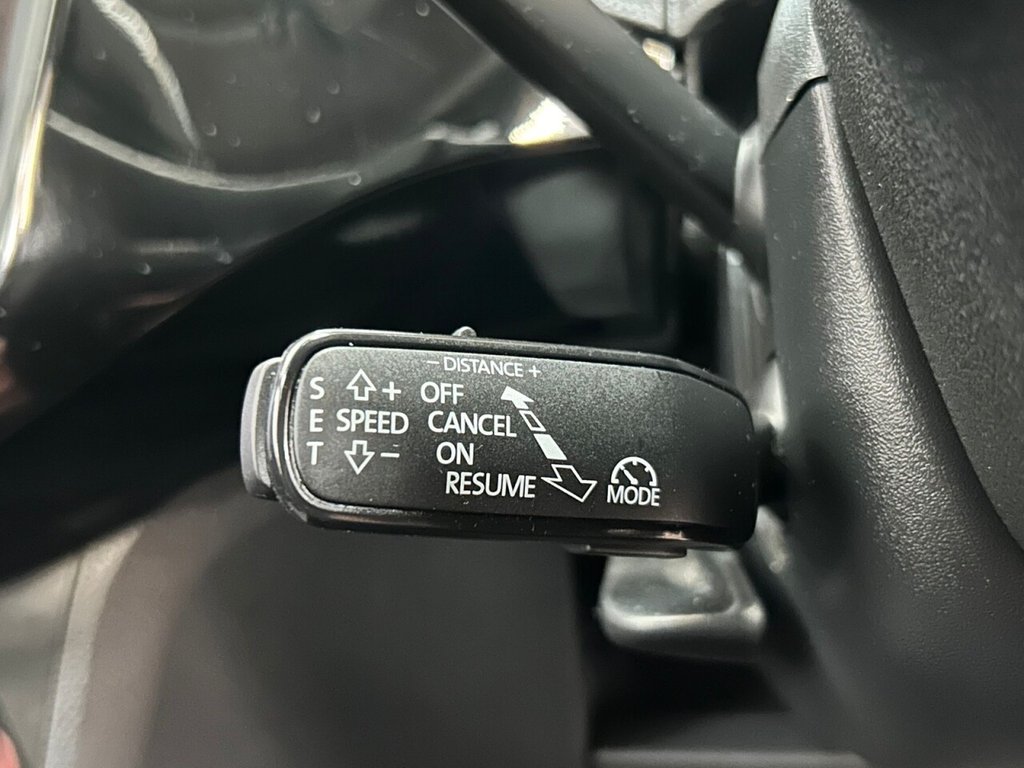 - DISTANCE +
S + OFF
E SPEED CANCEL
T - ON
RESUME
MODE